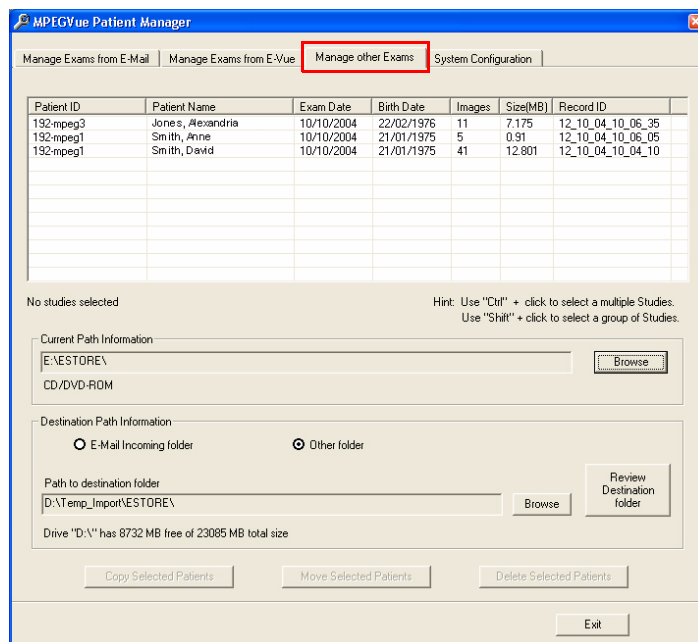 MPEGVue Patient Manager
Manage Exams from E-Mail Manage Exams from E-Vue Manage other Exams System Configuration
Patient ID Patient Name Exam Date Birth Date Images Size(MB) Record ID
192-mpeg3 Jones, Alexandria 10/10/2004 22/02/1976 11 7.175 12_10_04_10_06_35
192-mpeg1 Smith, Anne 10/10/2004 21/01/1975 5 0.91 12_10_04_10_06_05
192-mpeg1 Smith, David 10/10/2004 21/01/1975 41 12.801 12_10_04_10_04_10
No studies selected Hint: Use "Ctrl" + click to select a multiple Studies.
Use "Shift" + click to select a group of Studies.
Current Path Information
E:\ESTORE\ Browse
CD/DVD-ROM
Destination Path Information
E-Mail Incoming folder Other folder
Path to destination folder
D:\Temp_Import\ESTORE\ Browse
Review
Destination
folder
Drive "D:\" has 8732 MB free of 23085 MB total size
Copy Selected Patients Move Selected Patients Delete Selected Patients
Exit